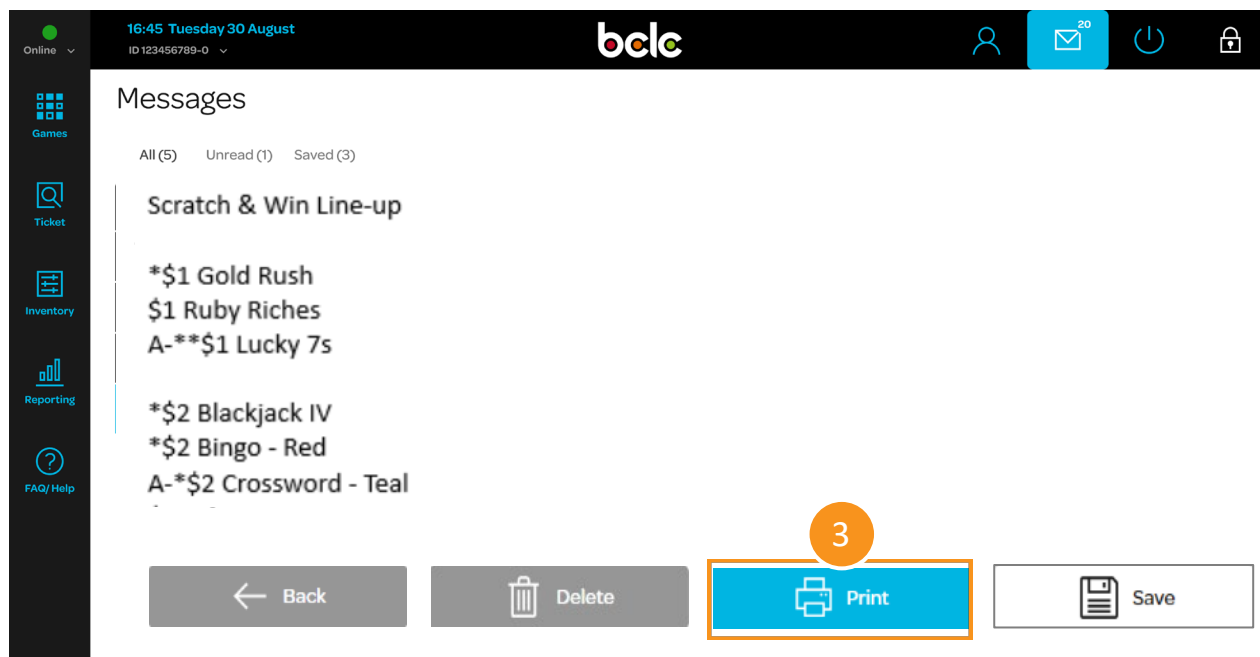 Online
16:45 Tuesday 30 August
ID 123456789-0
bclc
20
Games
Ticket
Inventory
Reporting
FAQ/Help
Messages
All (5) Unread (1) Saved (3)
Scratch & Win Line-up
*$1 Gold Rush
$1 Ruby Riches
A-**$1 Lucky 7s
*$2 Blackjack IV
*$2 Bingo - Red
A-*$2 Crossword - Teal
3
Back
Delete
Print
Save